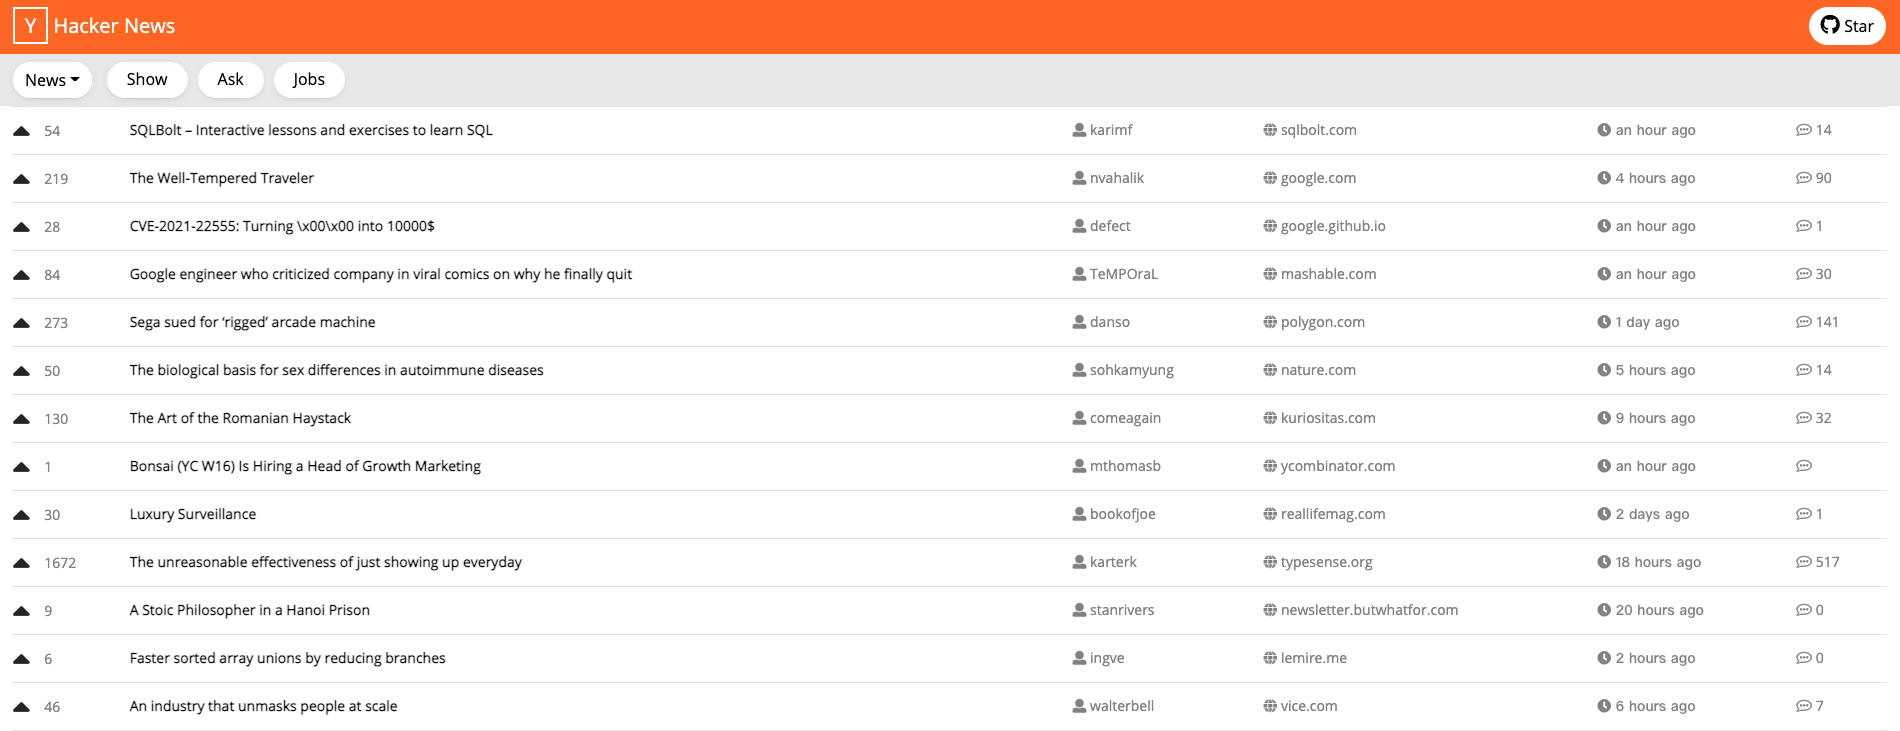 Y Hacker News Star
News Show Ask Jobs
54 SQLBolt – Interactive lessons and exercises to learn SQL karimf sqlbolt.com an hour ago 14
219 The Well-Tempered Traveler nvahalik google.com 4 hours ago 90
28 CVE-2021-22555: Turning \x00\x00 into 10000$ defect google.github.io an hour ago 1
84 Google engineer who criticized company in viral comics on why he finally quit TeMPOraL mashable.com an hour ago 30
273 Sega sued for ‘rigged’ arcade machine danso polygon.com 1 day ago 141
50 The biological basis for sex differences in autoimmune diseases sohkamyung nature.com 5 hours ago 14
130 The Art of the Romanian Haystack comeagain kuriositas.com 9 hours ago 32
1 Bonsai (YC W16) Is Hiring a Head of Growth Marketing mthomasb ycombinator.com an hour ago
30 Luxury Surveillance bookofjoe reallifemag.com 2 days ago 1
1672 The unreasonable effectiveness of just showing up everyday karterk typesense.org 18 hours ago 517
9 A Stoic Philosopher in a Hanoi Prison stanrivers newsletter.butwhatfor.com 20 hours ago 0
6 Faster sorted array unions by reducing branches ingve lemire.me 2 hours ago 0
46 An industry that unmasks people at scale walterbell vice.com 6 hours ago 7